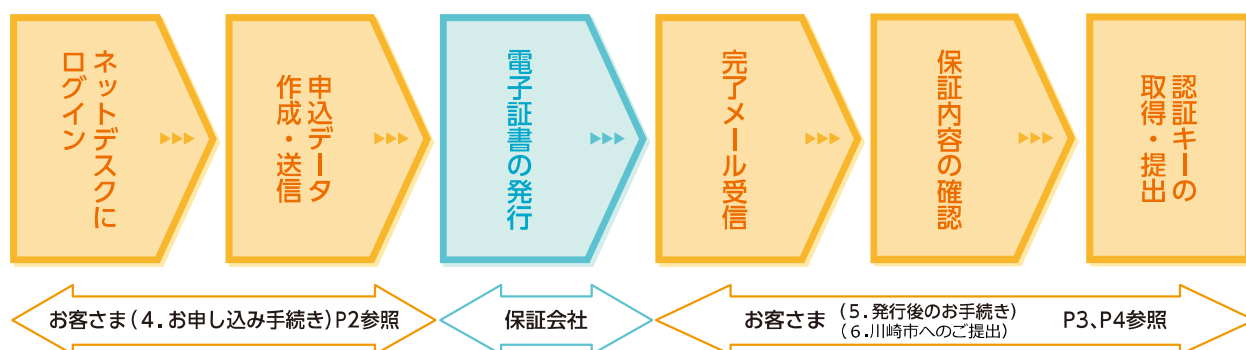 ネットデスクに
ログイン
申込データ
作成・送信
電子証書の発行
完了メール受信
保証内容の確認
認証キーの
取得・提出
お客さま(4.お申し込み手続き)P2参照
保証会社
お客さま (5.発行後のお手続き) P3、P4参照
(6.川崎市へのご提出)